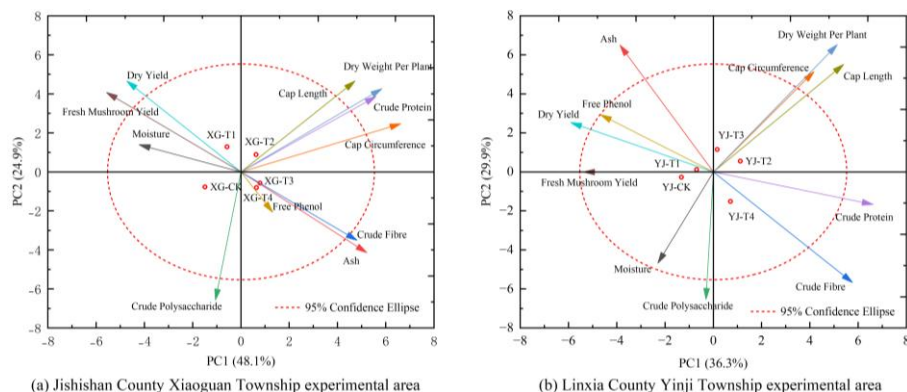 8
6
4
2
0
−2
−4
−6
−8
PC2 (24.9%)
Dry Yield
Fresh Mushroom Yield
Moisture
XG-T1
XG-T2
Cap Length
Dry Weight Per Plant
Crude Protein
Cap Circumference
XG-CK
XG-T3
XG-T4
Free Phenol
Crude Fibre
Ash
Crude Polysaccharide
95% Confidence Ellipse
−8 −6 −4 −2 0 2 4 6 8
PC1 (48.1%)
(a) Jishishan County Xiaoguan Township experimental area
8
6
4
2
0
−2
−4
−6
−8
PC2 (29.9%)
Ash
Dry Weight Per Plant
Cap Circumference
Cap Length
Free Phenol
Dry Yield
YJ-T3
YJ-T1
YJ-T2
Fresh Mushroom Yield
YJ-CK
YJ-T4
Crude Protein
Moisture
Crude Fibre
Crude Polysaccharide
95% Confidence Ellipse
−8 −6 −4 −2 0 2 4 6 8
PC1 (36.3%)
(b) Linxia County Yinji Township experimental area